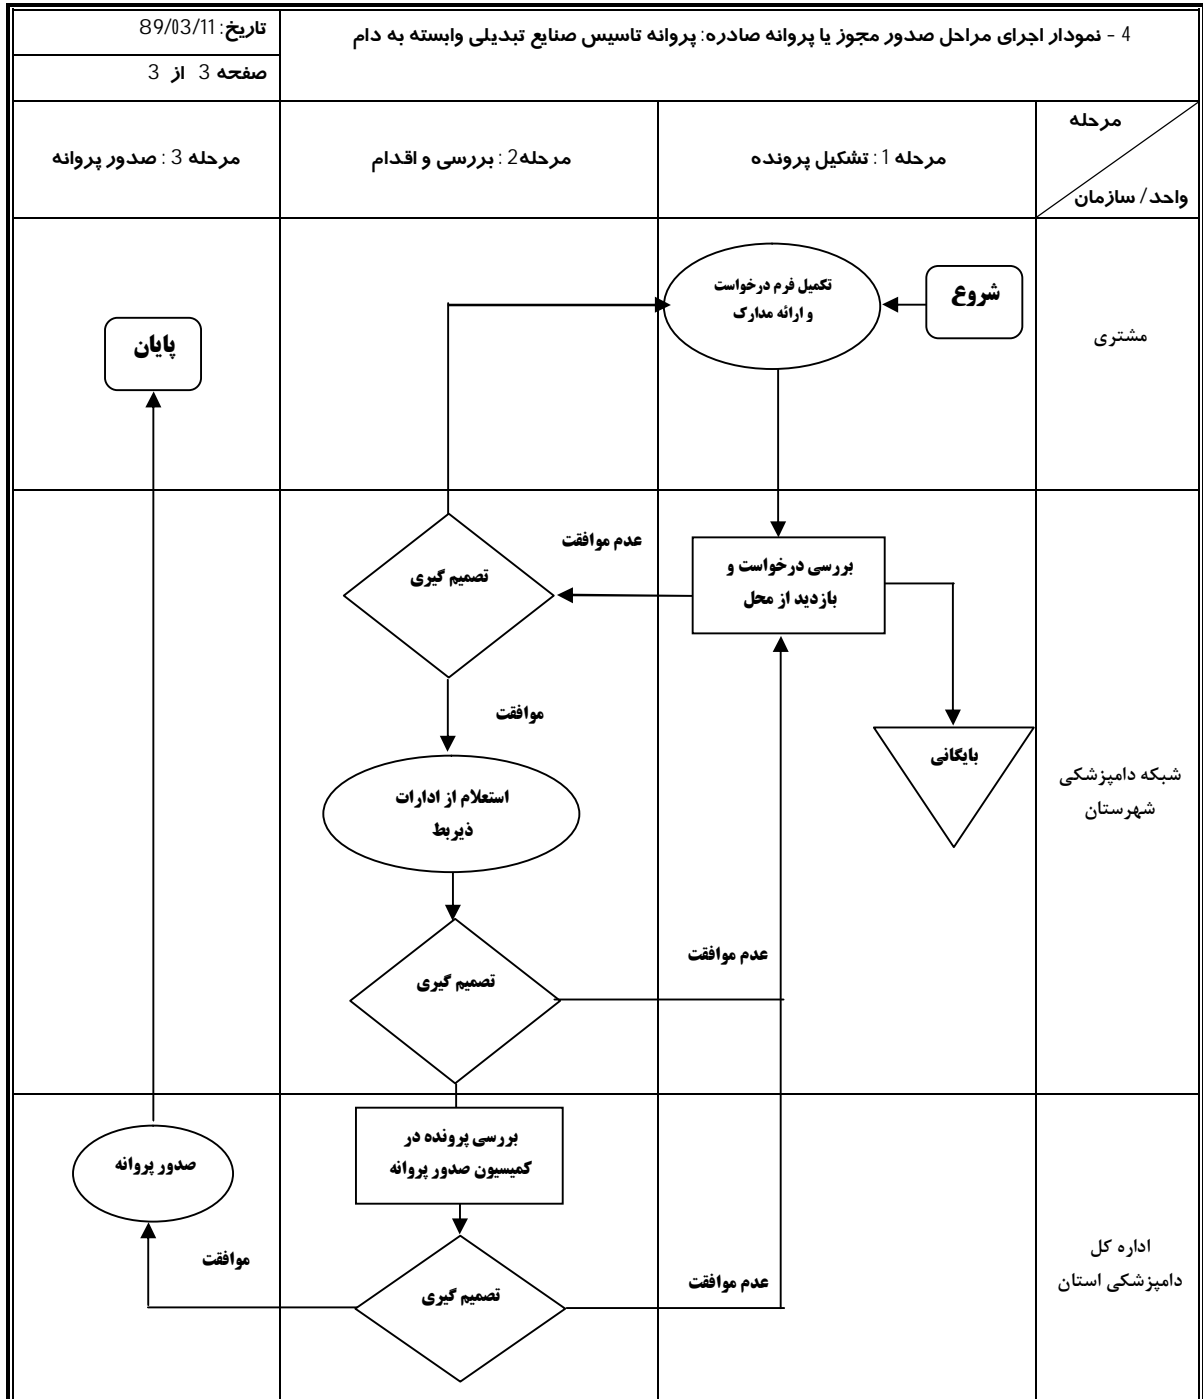 4 - نمودار اجرای مراحل صدور مجوز یا پروانه صادره: پروانه تاسیس صنایع تبدیلی وابسته به دام
تاریخ: 89/03/11
صفحه 3 از 3
مرحله
واحد/ سازمان
مرحله 1 : تشکیل پرونده
مرحله2 : بررسی و اقدام
مرحله 3 : صدور پروانه
مشتری
شروع
تکمیل فرم درخواست
و ارائه مدارک
پایان
شبکه دامپزشکی
شهرستان
بررسی درخواست و
بازدید از محل
عدم موافقت
تصمیم گیری
موافقت
بایگانی
استعلام از ادارات
ذیربط
عدم موافقت
تصمیم گیری
اداره کل
دامپزشکی استان
بررسی پرونده در
کمیسیون صدور پروانه
صدور پروانه
عدم موافقت
تصمیم گیری
موافقت